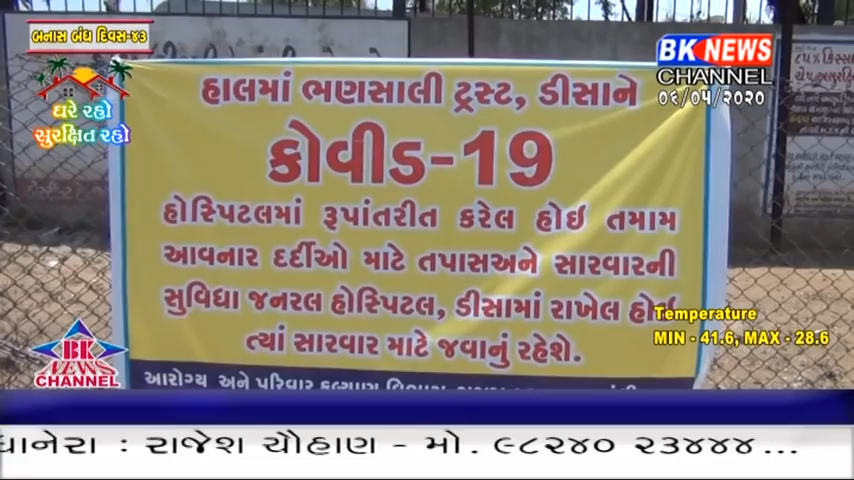 બનાસ બંધ દિવસ-૪૩
ઘરે રહો
સુરક્ષિત રહો
BK NEWS
CHANNEL
૦૬/૦૫/૨૦૨૦
હાલમાં ભણસાલી ટ્રસ્ટ, ડીસાને
કોવીડ-19
હોસ્પિટલમાં રૂપાંતરીત કરેલ હોઇ તમામ
આવનાર દર્દીઓ માટે તપાસઅને સારવારની
સુવિધા જનરલ હોસ્પિટલ, ડીસામાં રાખેલ હોઇ
ત્યાં સારવાર માટે જવાનું રહેશે.
આરોગ્ય અને પરિવાર કલ્યાણ વિભાગ
Temperature
MIN - 41.6, MAX - 28.6
BK
NEWS
CHANNEL
ધાનેરા : રાજેશ ચૌહાણ - મો. ૯૮૨૪૦ ૨૩૪૪૪...